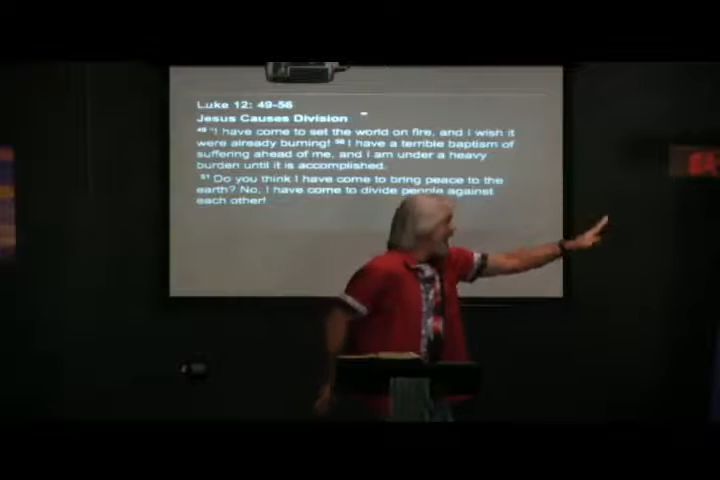 Luke 12: 49-56
Jesus Causes Division
49 "I have come to set the world on fire, and I wish it
were already burning! 50 I have a terrible baptism of
suffering ahead of me, and I am under a heavy
burden until it is accomplished.
51 Do you think I have come to bring peace to the
earth? No, I have come to divide people against
each other!